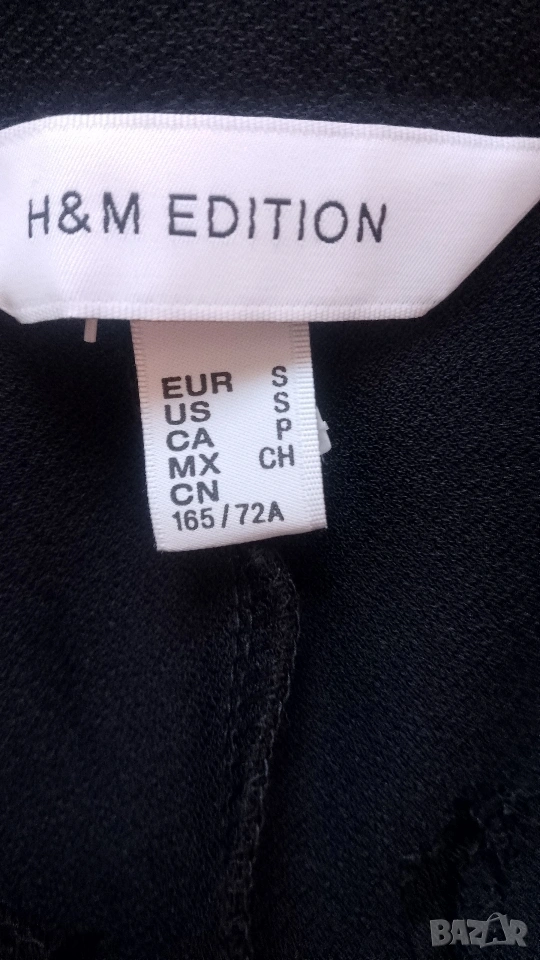 H&M EDITION
EUR S
US S
CA P
MX CH
CN
165/72A
BAZAR